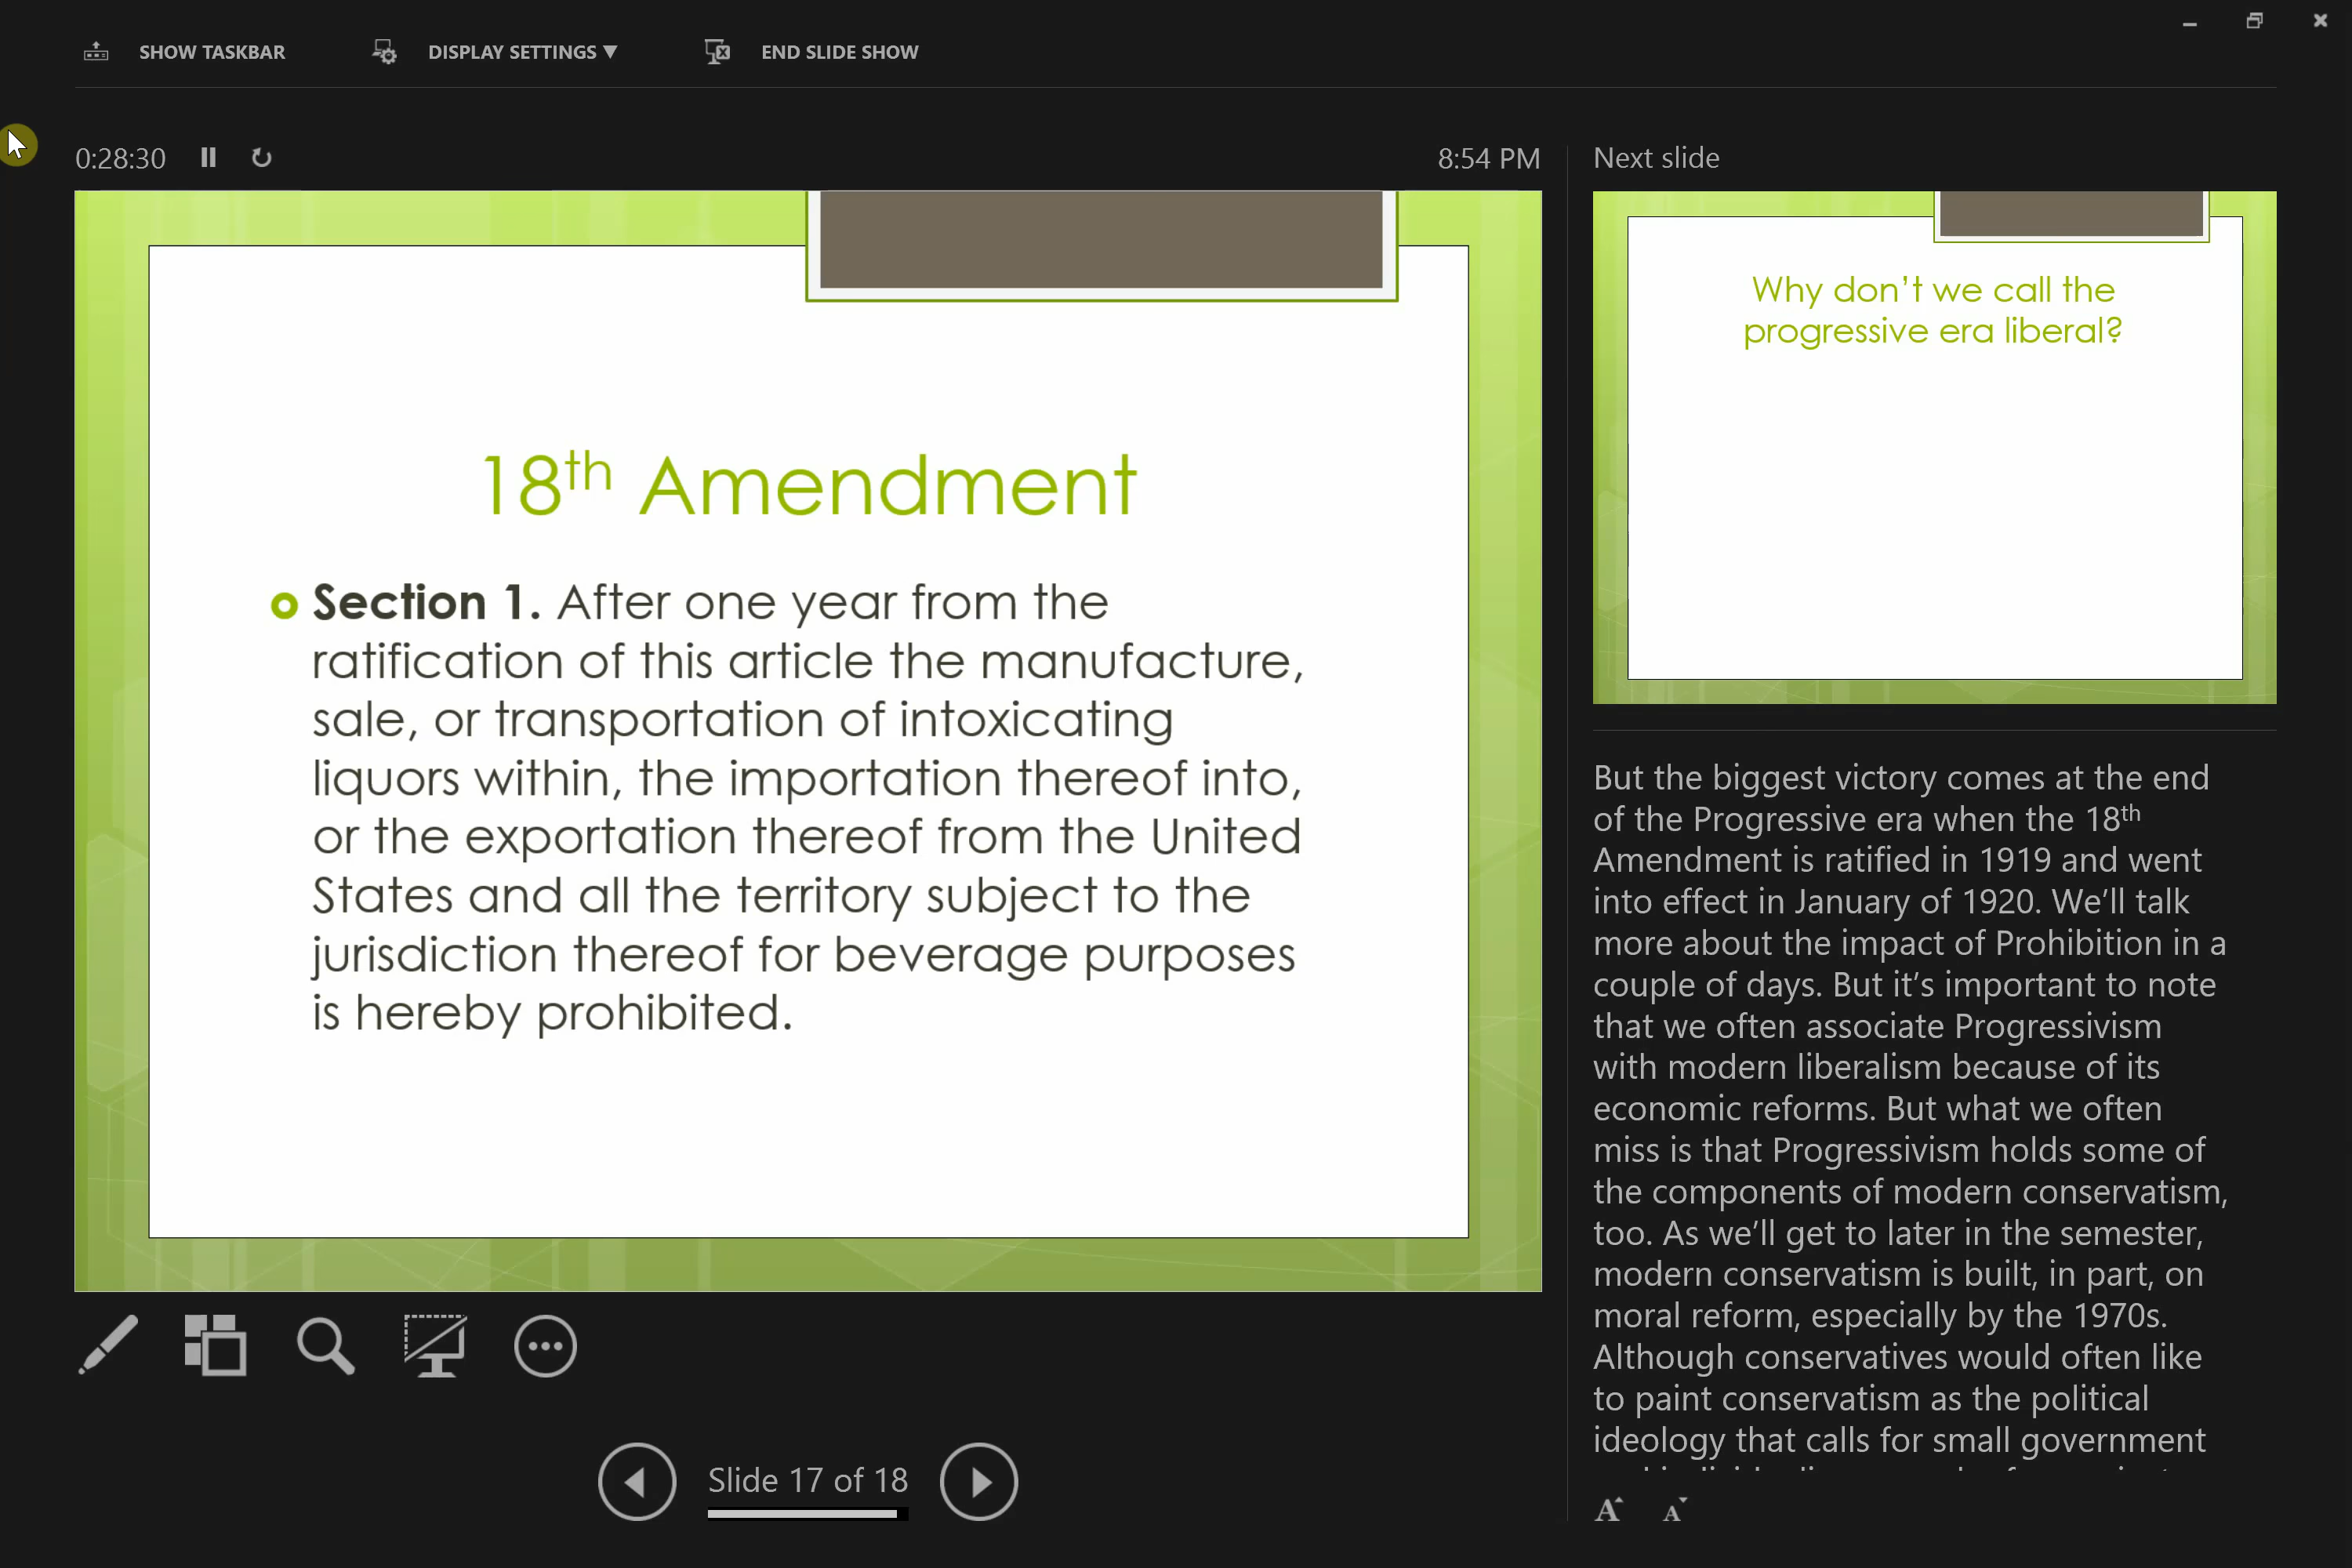 SHOW TASKBAR
DISPLAY SETTINGS ▼
END SLIDE SHOW
0:28:30
8:54 PM
Next slide
18th Amendment
Section 1. After one year from the
ratification of this article the manufacture,
sale, or transportation of intoxicating
liquors within, the importation thereof into,
or the exportation thereof from the United
States and all the territory subject to the
jurisdiction thereof for beverage purposes
is hereby prohibited.
Slide 17 of 18
Why don't we call the
progressive era liberal?
But the biggest victory comes at the end
of the Progressive era when the 18th
Amendment is ratified in 1919 and went
into effect in January of 1920. We'll talk
more about the impact of Prohibition in a
couple of days. But it's important to note
that we often associate Progressivism
with modern liberalism because of its
economic reforms. But what we often
miss is that Progressivism holds some of
the components of modern conservatism,
too. As we'll get to later in the semester,
modern conservatism is built, in part, on
moral reform, especially by the 1970s.
Although conservatives would often like
to paint conservatism as the political
ideology that calls for small government
A A